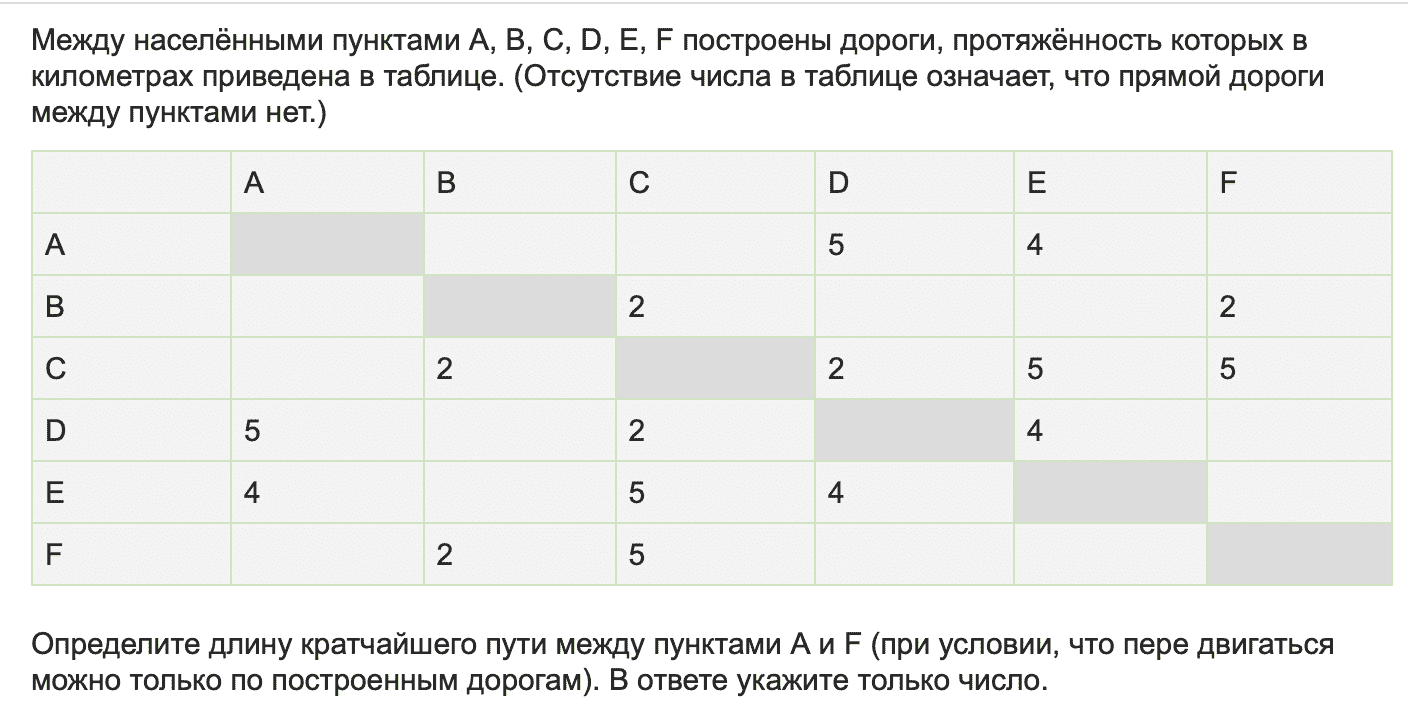 Между населёнными пунктами A, B, C, D, E, F построены дороги, протяжённость которых в
километрах приведена в таблице. (Отсутствие числа в таблице означает, что прямой дороги
между пунктами нет.)
A B C D E F
A 5 4
B 2 2
C 2 2 5 5
D 5 2 4
E 4 5 4
F 2 5
Определите длину кратчайшего пути между пунктами A и F (при условии, что пере двигаться
можно только по построенным дорогам). В ответе укажите только число.